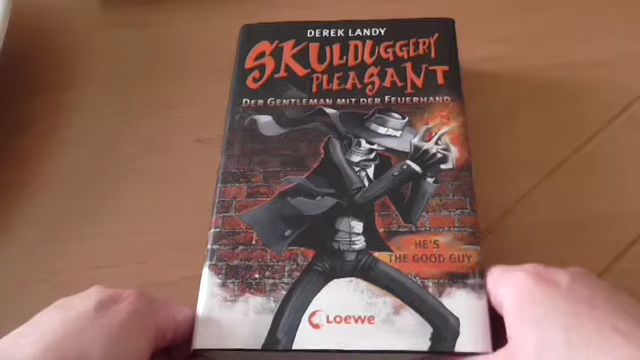 DEREK LANDY
SKULDUGGERY
PLEASANT
DER GENTLEMAN MIT DER FEUERHAND
HE'S
THE GOOD GUY
LOEWE